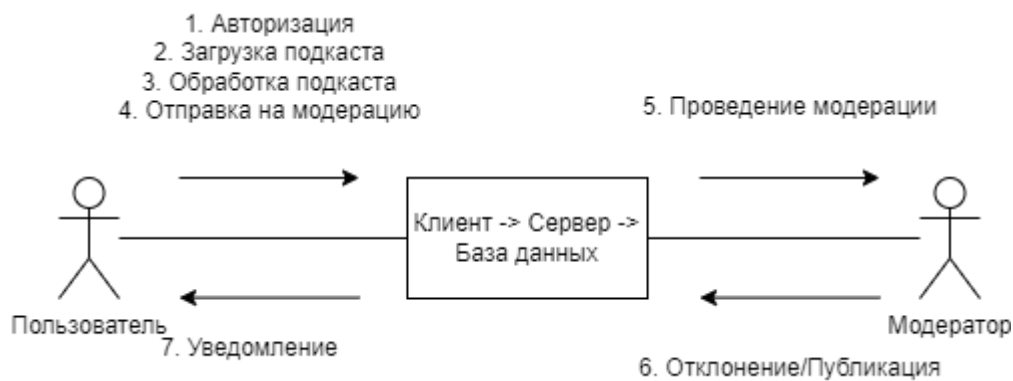 1. Авторизация
2. Загрузка подкаста
3. Обработка подкаста
4. Отправка на модерацию
5. Проведение модерации
Клиент -> Сервер ->
База данных
Пользователь
Модератор
7. Уведомление
6. Отклонение/Публикация